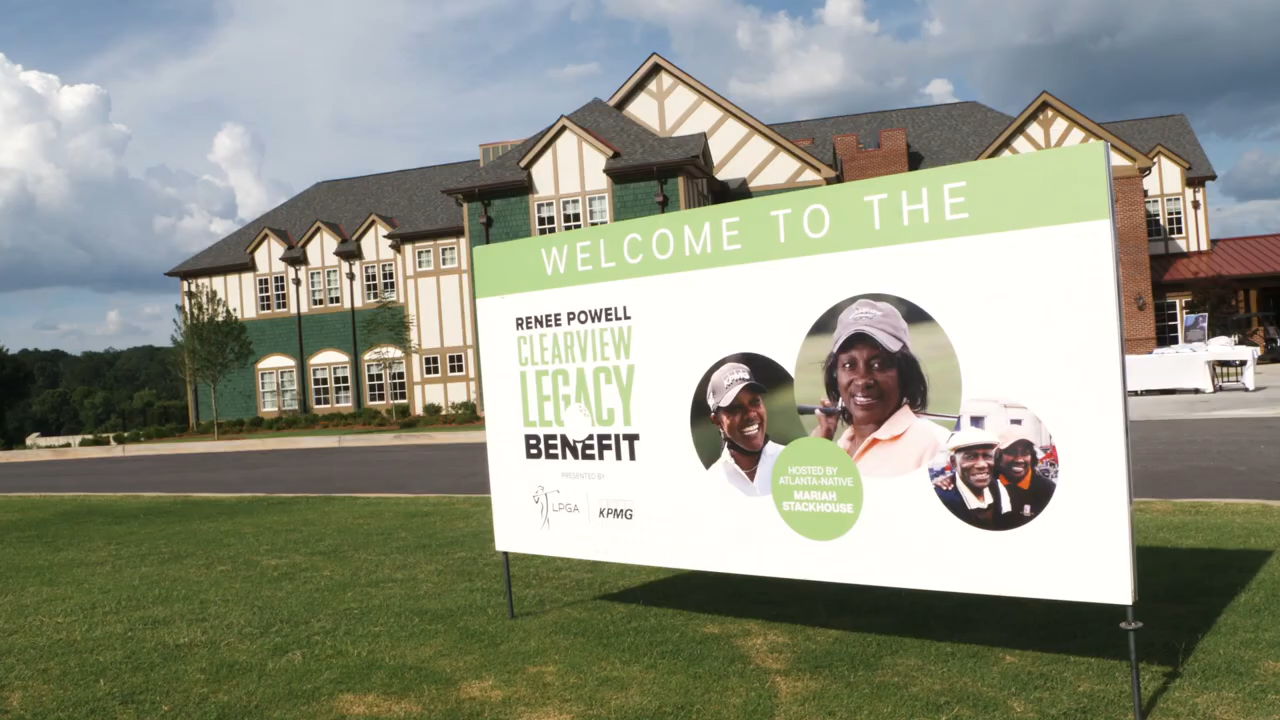 WELCOME TO THE
RENEE POWELL
CLEARVIEW
LEGACY
BENEFIT
PRESENTED BY
LPGA
KPMG
HOSTED BY
ATLANTA-NATIVE
MARIAH
STACKHOUSE